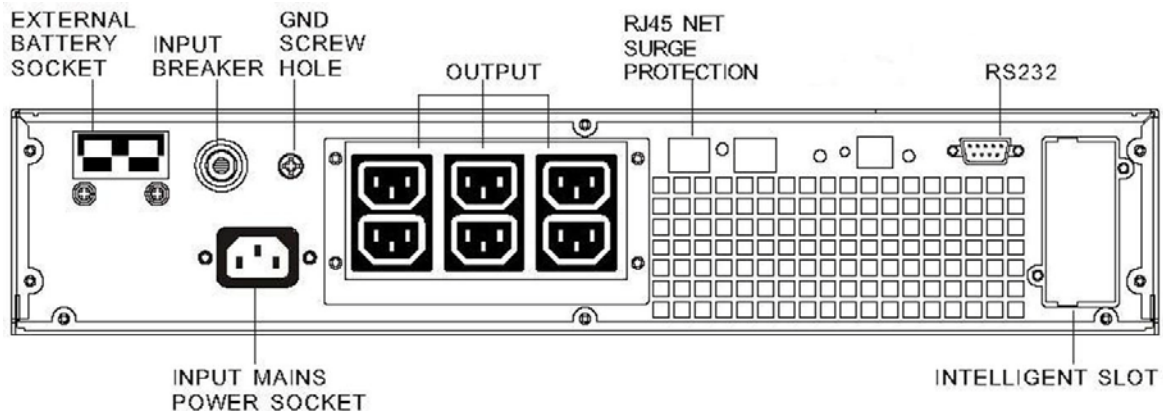 EXTERNAL
BATTERY
SOCKET
INPUT
BREAKER
GND
SCREW
HOLE
OUTPUT
RJ45 NET
SURGE
PROTECTION
RS232
INPUT MAINS
POWER SOCKET
INTELLIGENT SLOT